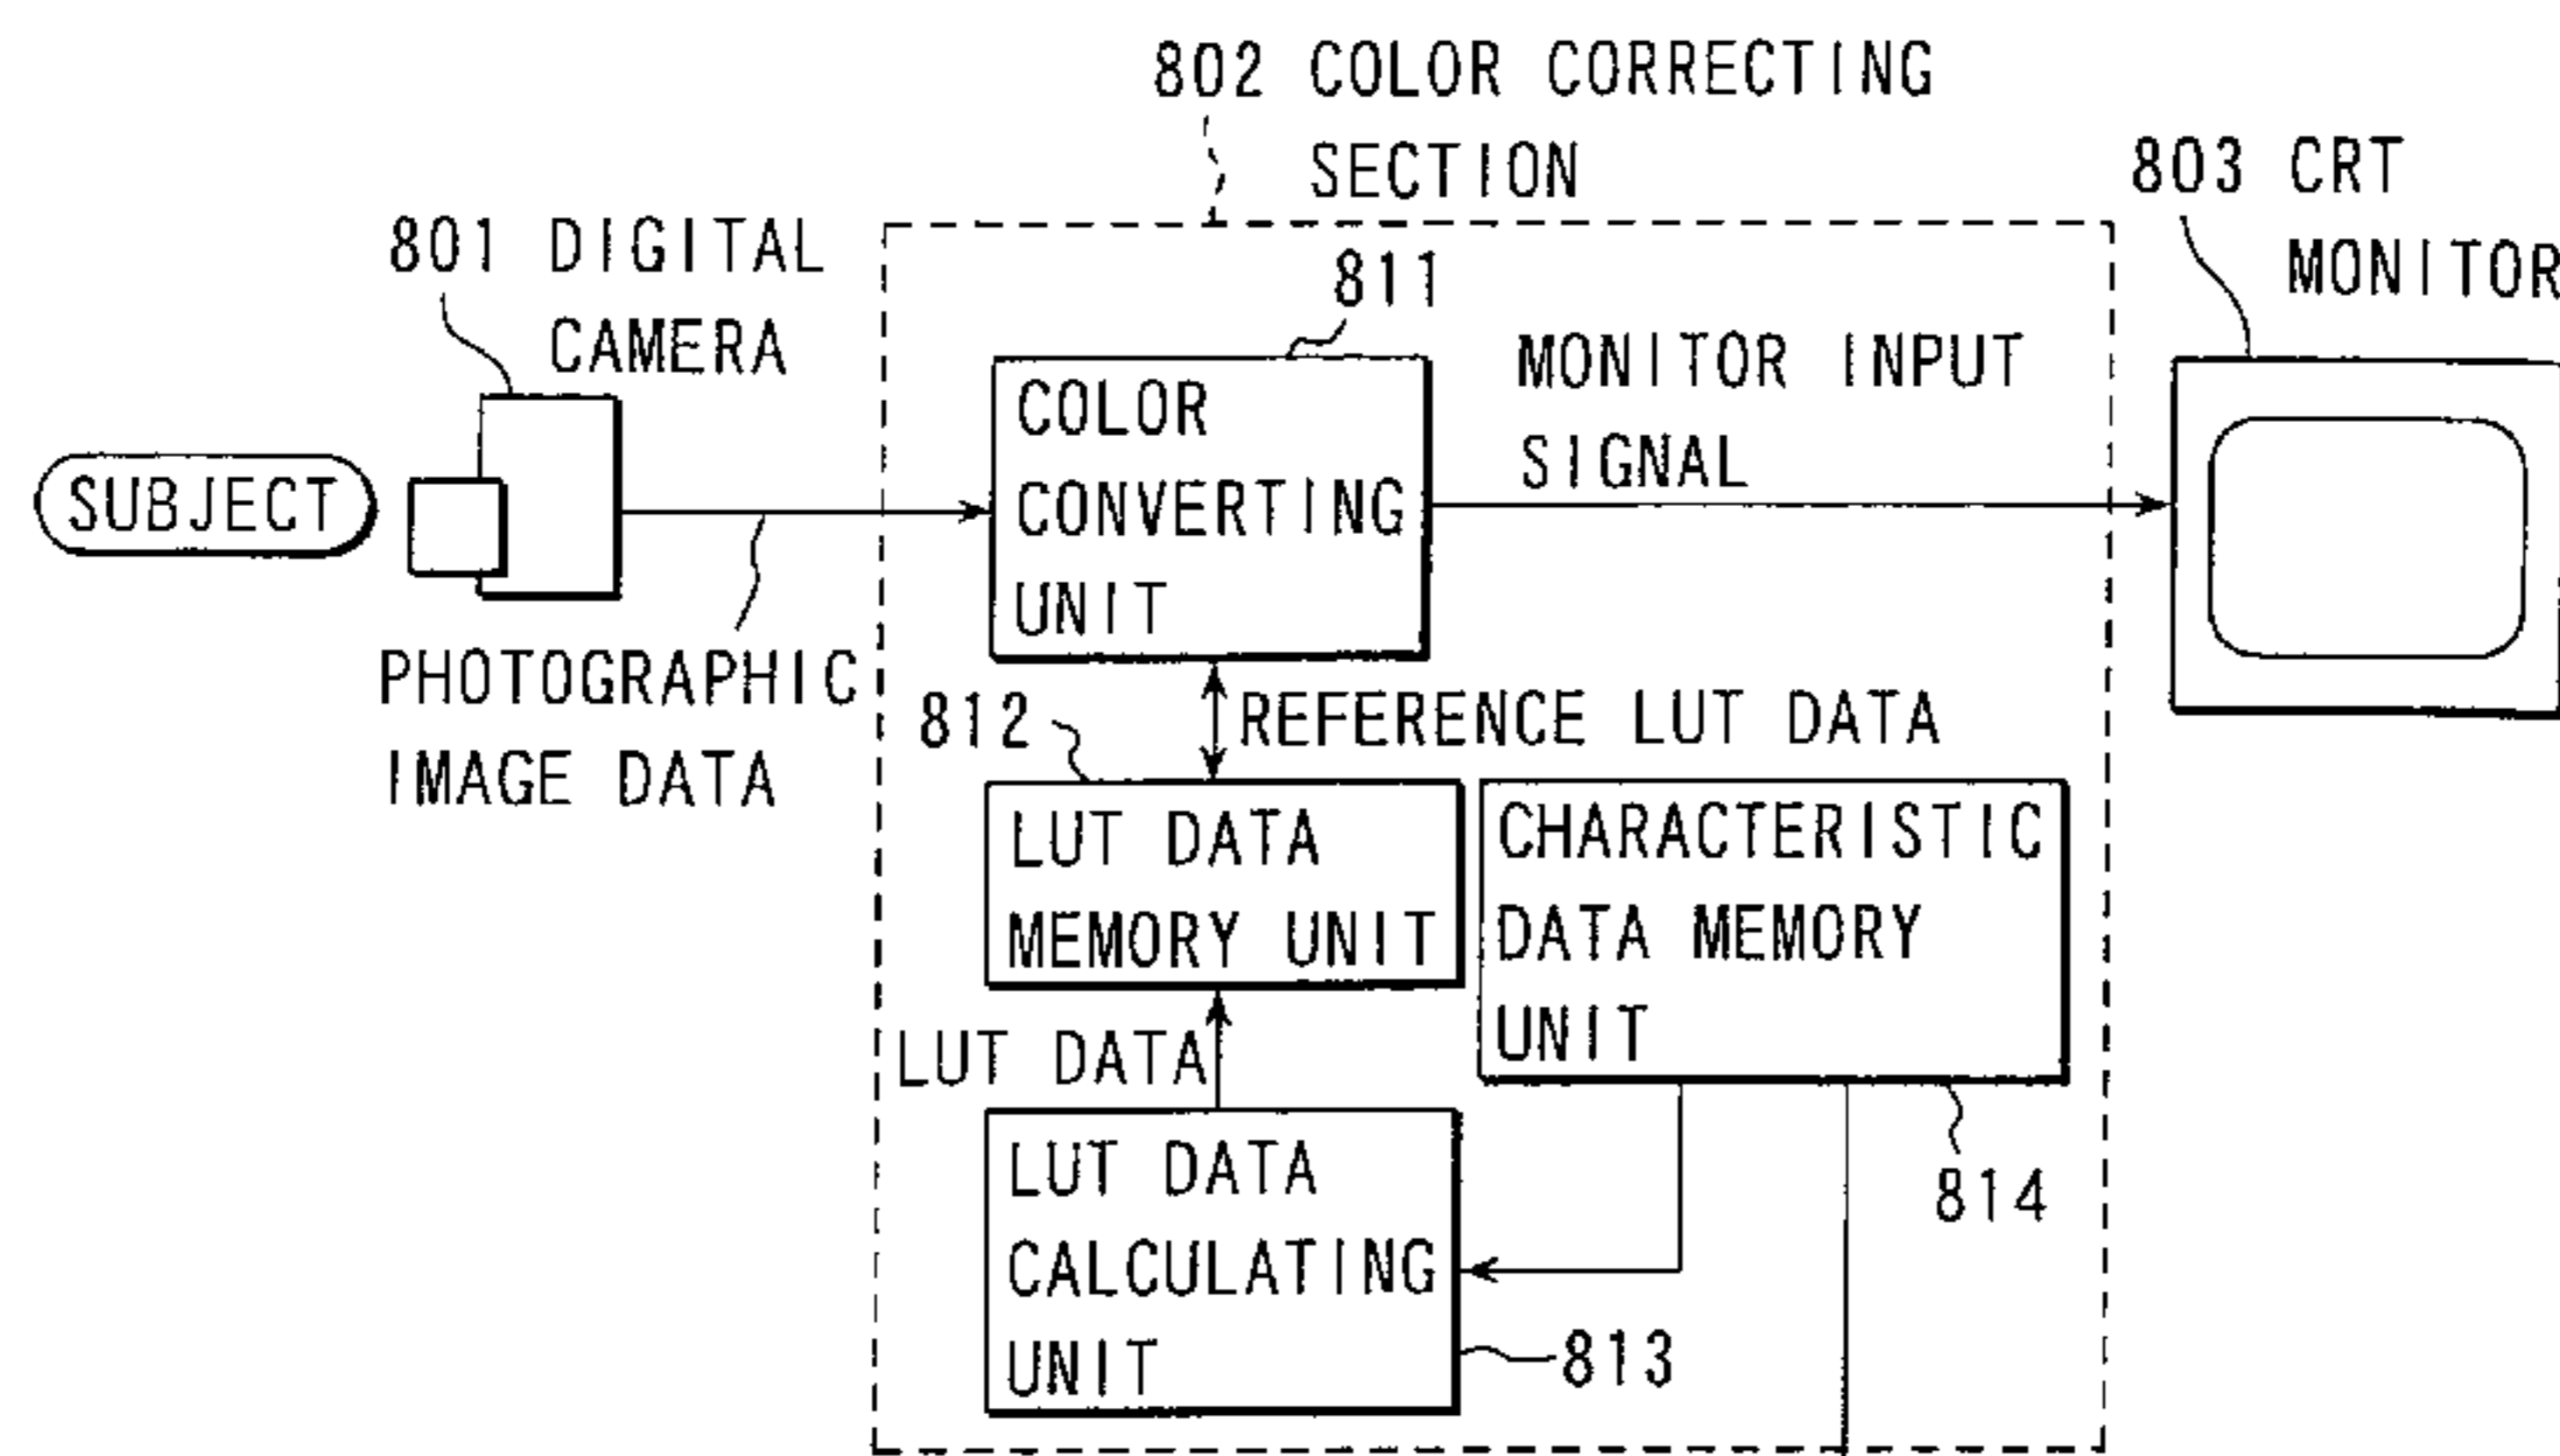 802 COLOR CORRECTING
SECTION
803 CRT
MONITOR
801 DIGITAL
CAMERA
811
MONITOR INPUT
SIGNAL
COLOR
CONVERTING
UNIT
SUBJECT
PHOTOGRAPHIC
IMAGE DATA
812
REFERENCE LUT DATA
LUT DATA
MEMORY UNIT
CHARACTERISTIC
DATA MEMORY
UNIT
LUT DATA
814
LUT DATA
CALCULATING
UNIT
813